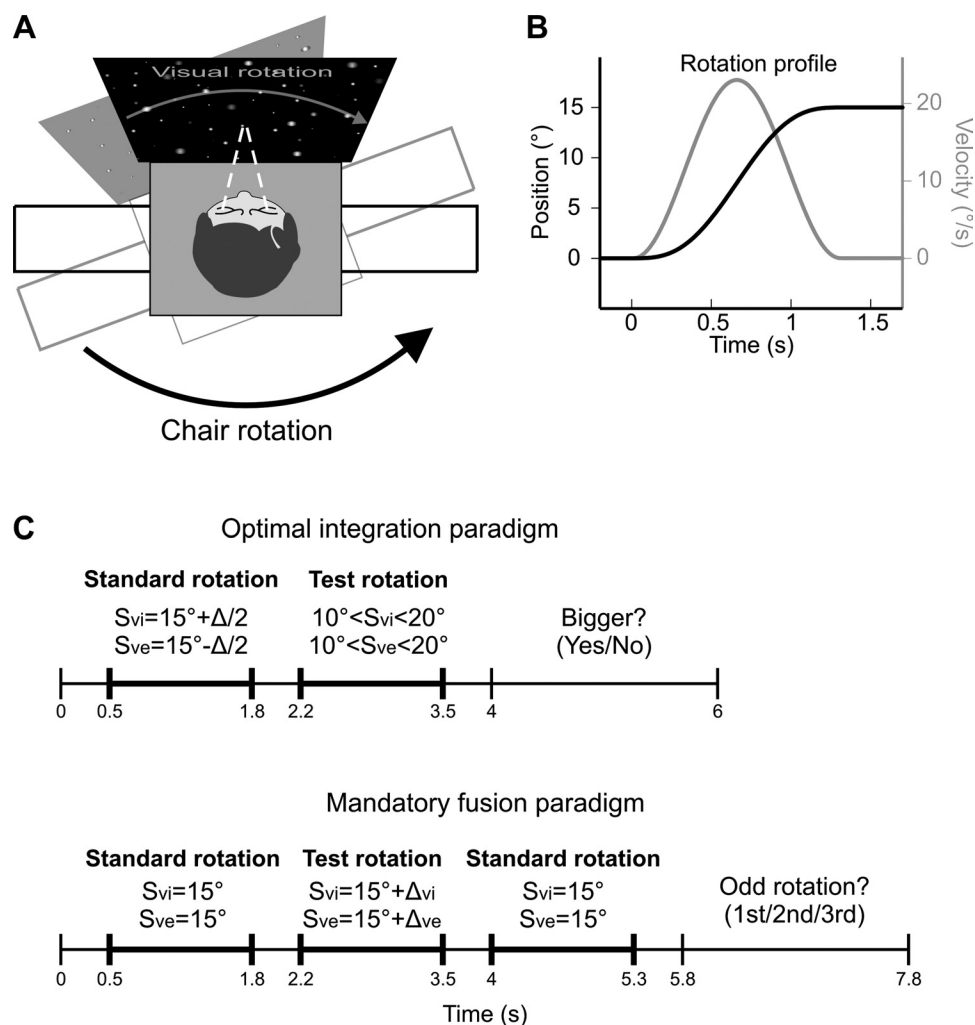 A
Visual rotation
Chair rotation
B
Rotation profile
Position (°)
15
10
5
0
20
10
0
Velocity (°/s)
0 0.5 1 1.5
Time (s)
C
Optimal integration paradigm
Standard rotation Test rotation
Svi=15°+Δ/2 10°<Svi<20° Bigger?
Sve=15°-Δ/2 10°<Sve<20° (Yes/No)
0 0.5 1.8 2.2 3.5 4 6
Mandatory fusion paradigm
Standard rotation Test rotation Standard rotation
Svi=15° Svi=15°+Δvi Svi=15° Odd rotation?
Sve=15° Sve=15°+Δve Sve=15° (1st/2nd/3rd)
0 0.5 1.8 2.2 3.5 4 5.3 5.8 7.8
Time (s)